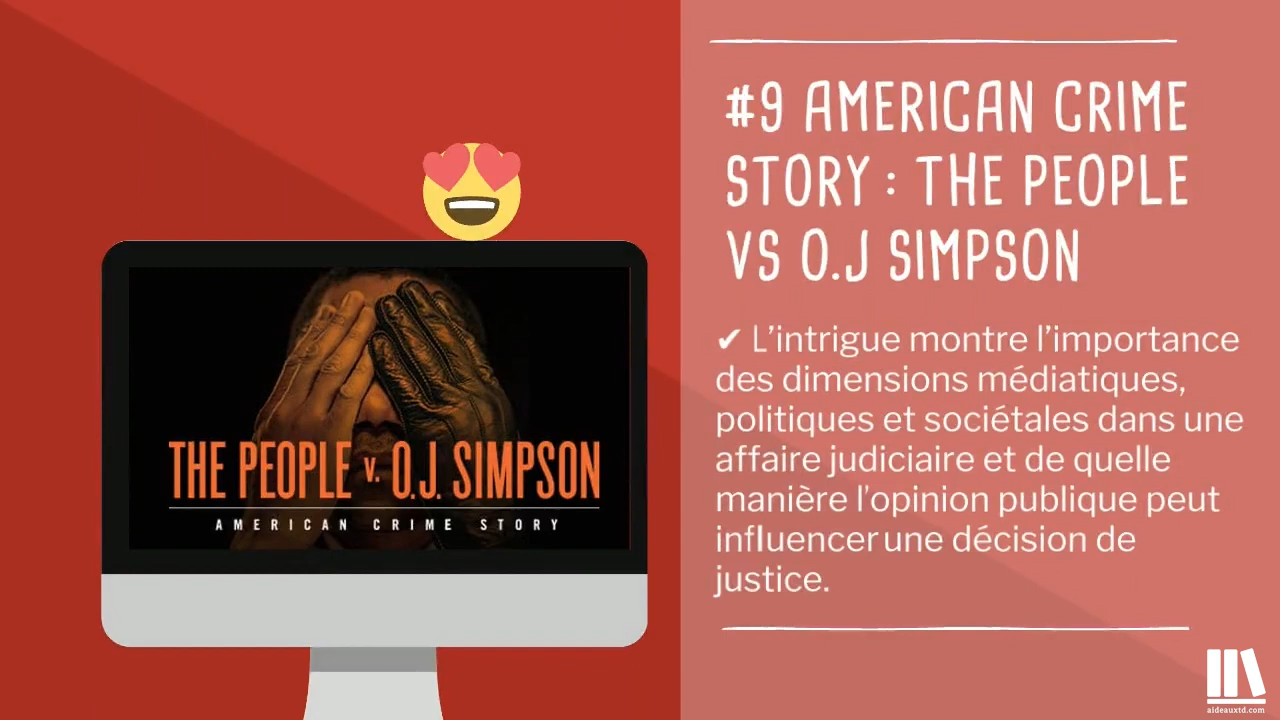 THE PEOPLE v. O.J. SIMPSON
AMERICAN CRIME STORY
#9 AMERICAN CRIME
STORY : THE PEOPLE
VS O.J SIMPSON
✔ L’intrigue montre l’importance
des dimensions médiatiques,
politiques et sociétales dans une
affaire judiciaire et de quelle
manière l’opinion publique peut
influencer une décision de
justice.
aideauxtd.com